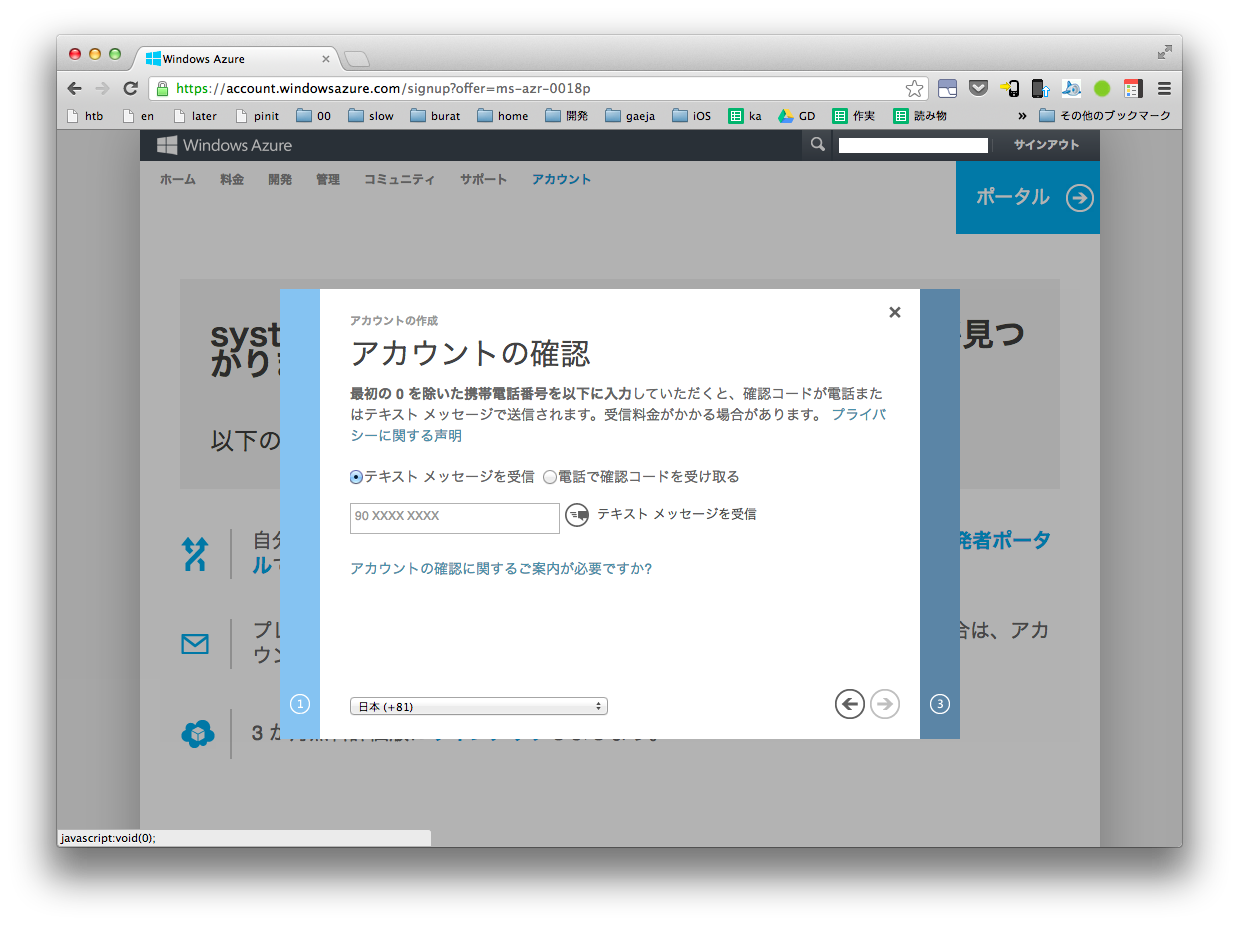 Windows Azure
https://account.windowsazure.com/signup?offer=ms-azr-0018p
htb en later pinit 00 slow burat home 開発 gaeja iOS ka GD 作実 読み物 » その他のブックマーク
Windows Azure サインアウト
ホーム 料金 開発 管理 コミュニティ サポート アカウント
ポータル
syst 見つ
がり
以下の
自分 発者ポータ
ル
プレ 合は、アカ
ウン
3 か
アカウントの作成
アカウントの確認
最初の 0 を除いた携帯電話番号を以下に入力していただくと、確認コードが電話また
はテキスト メッセージで送信されます。受信料金がかかる場合があります。 プライバ
シーに関する声明
テキスト メッセージを受信 電話で確認コードを受け取る
90 XXXX XXXX テキスト メッセージを受信
アカウントの確認に関するご案内が必要ですか?
1 日本 (+81) 3
javascript:void(0);